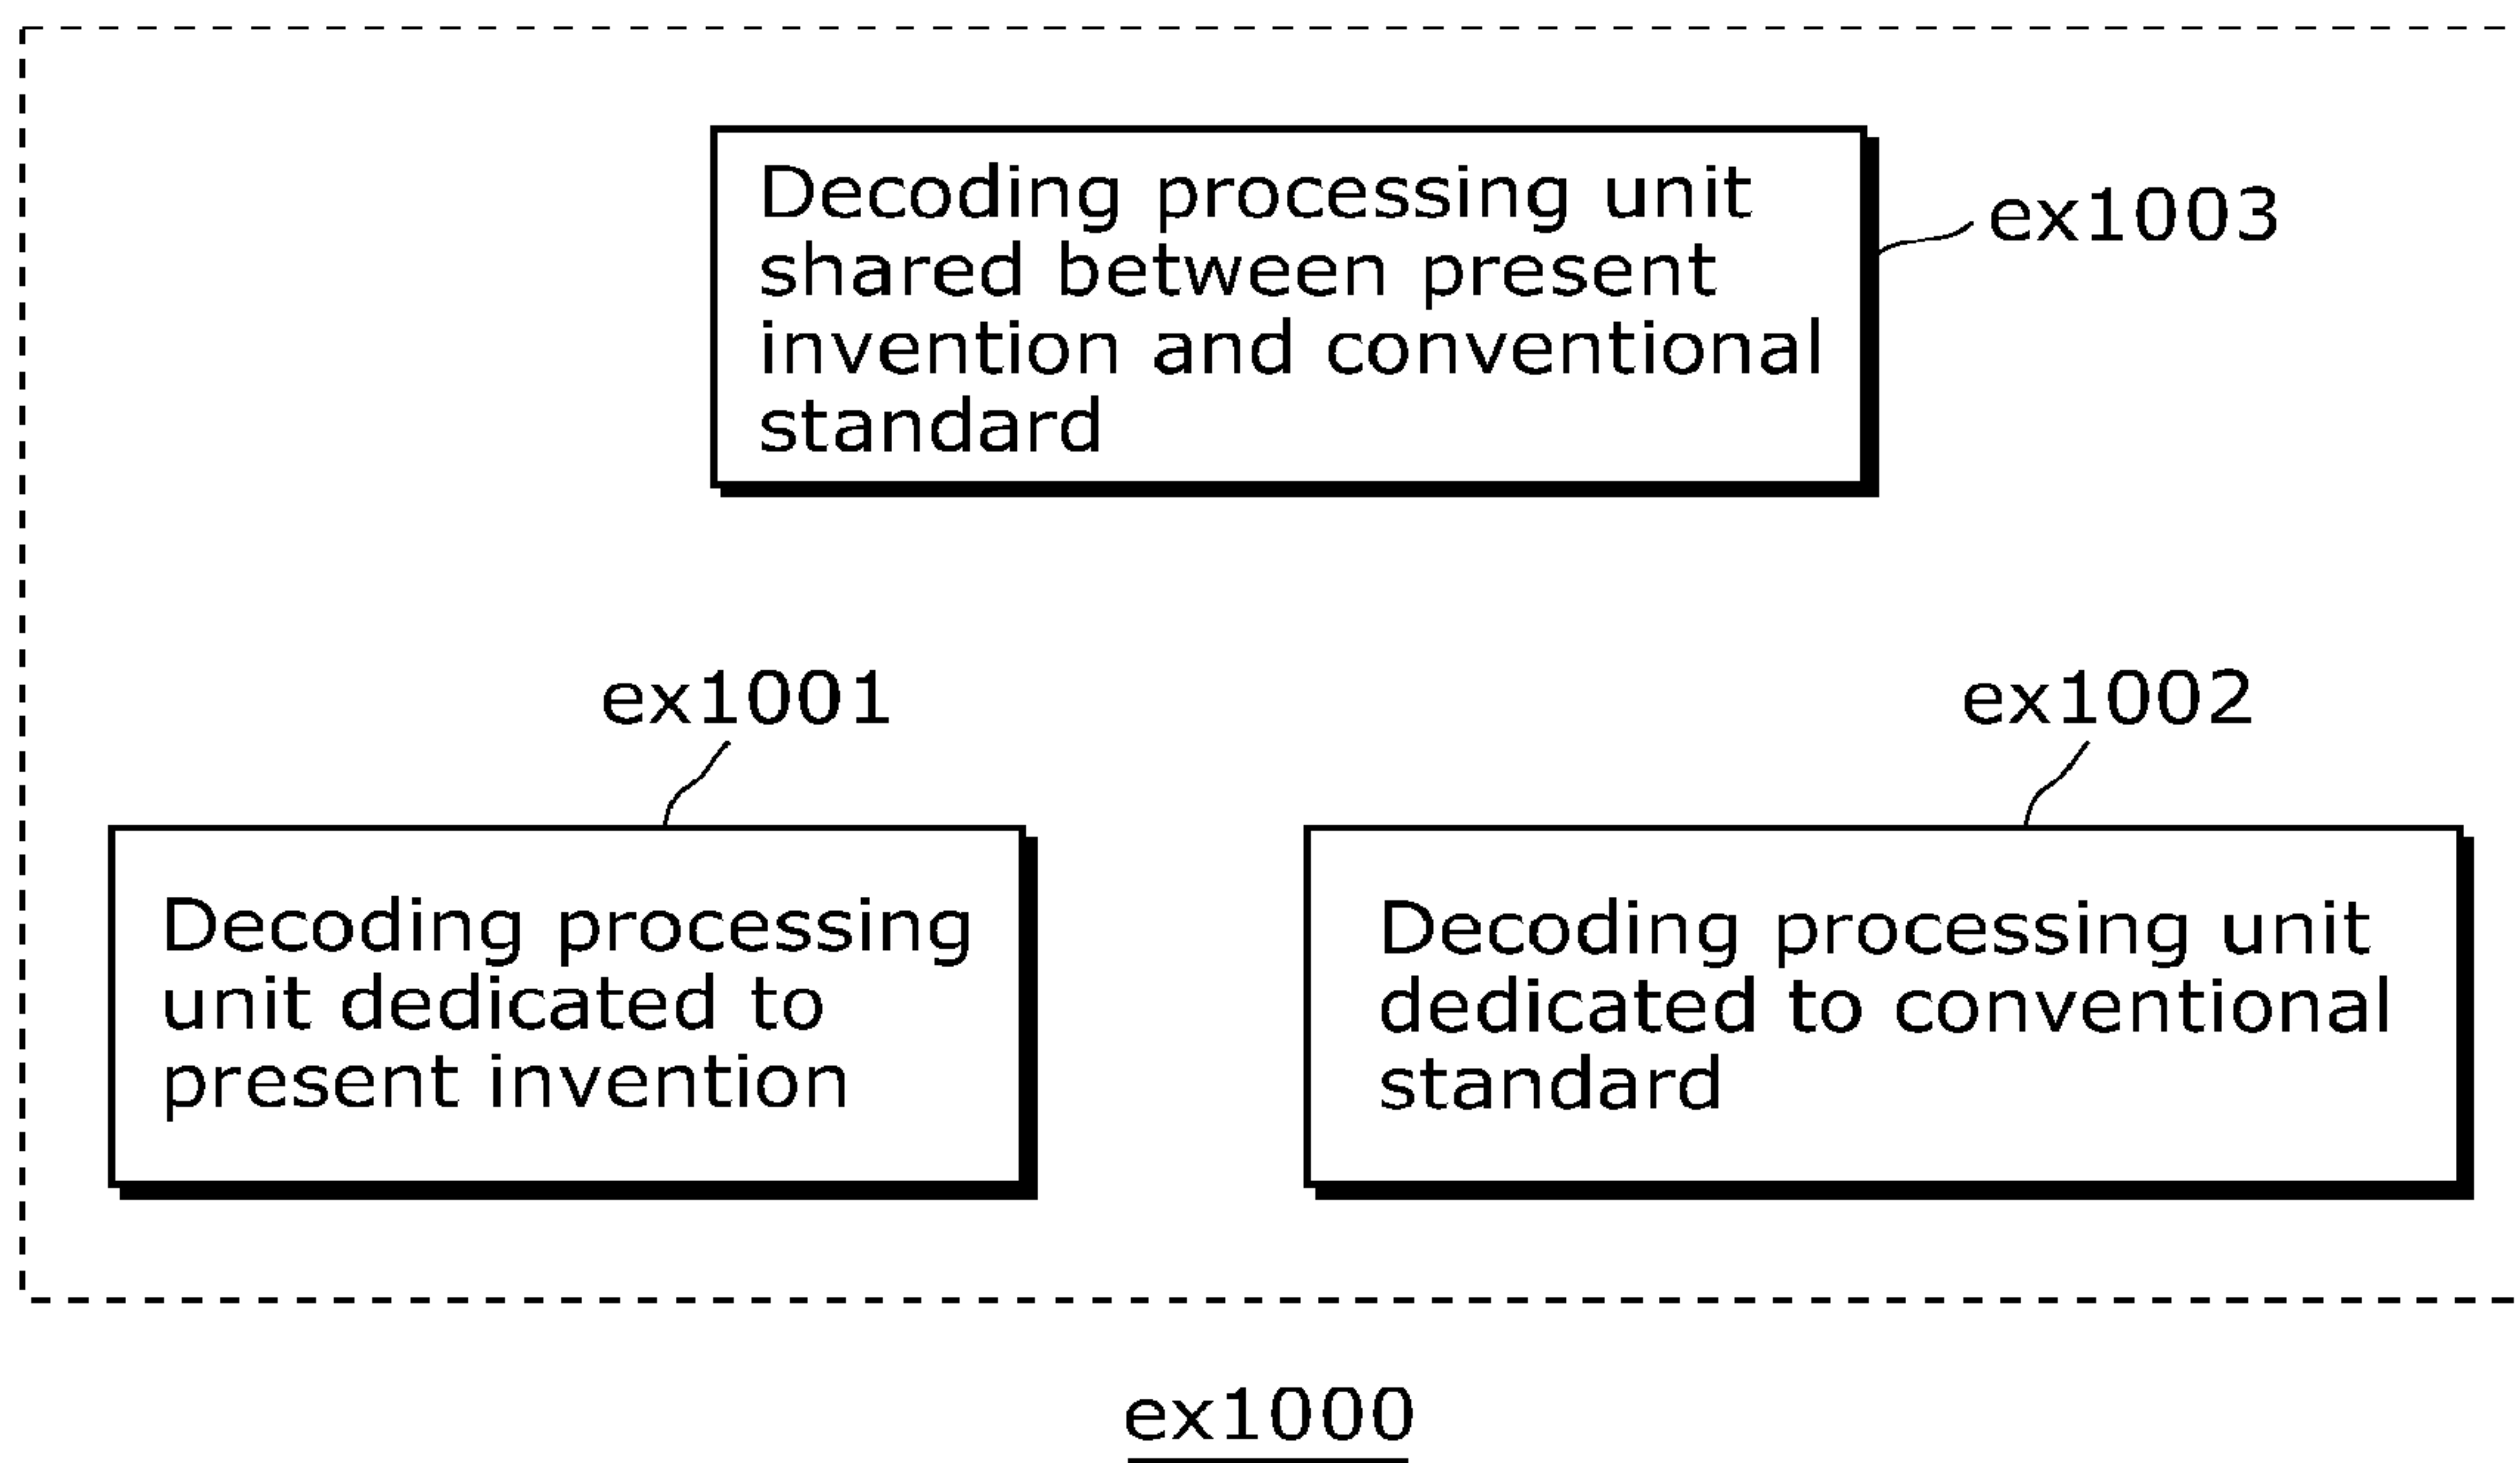 Decoding processing unit
shared between present
invention and conventional
standard
ex1003
ex1001
ex1002
Decoding processing
unit dedicated to
present invention
Decoding processing unit
dedicated to conventional
standard
ex1000